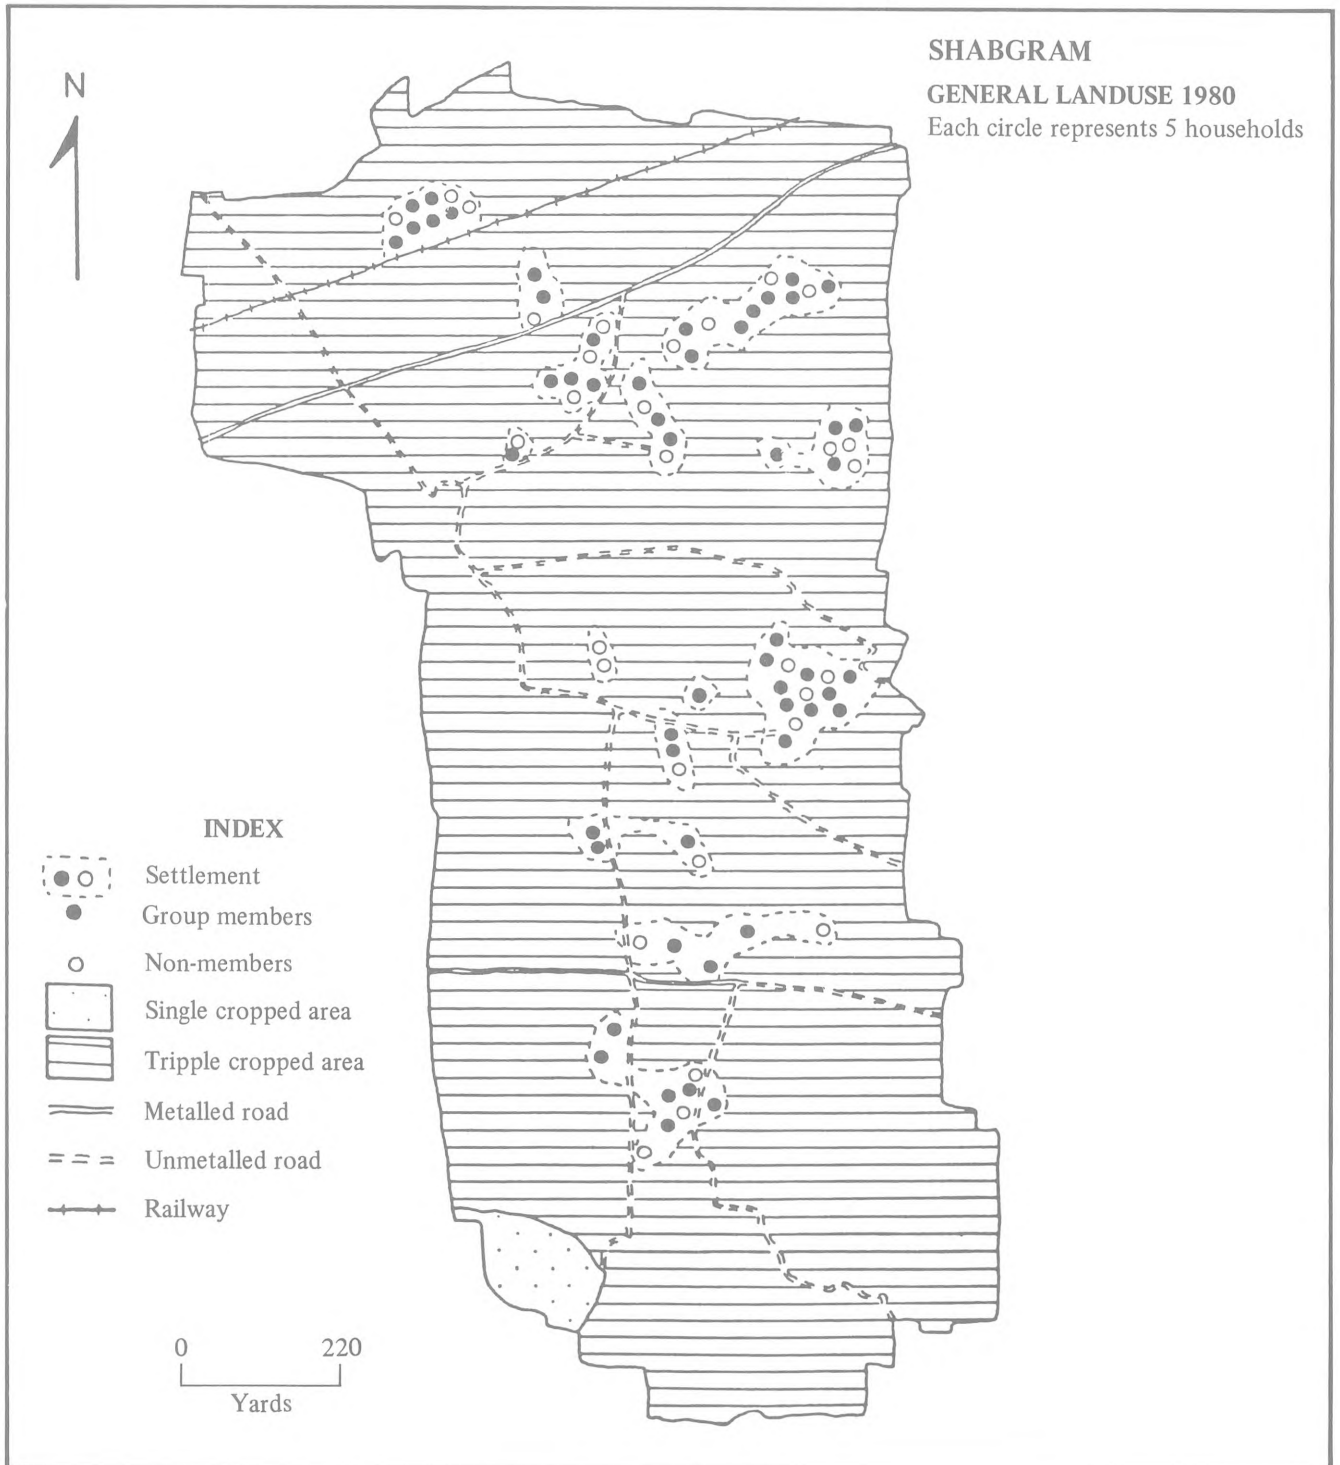 SHABGRAM
GENERAL LANDUSE 1980
Each circle represents 5 households
N
INDEX
Settlement
Group members
Non-members
Single cropped area
Tripple cropped area
Metalled road
Unmetalled road
Railway
0 220
Yards